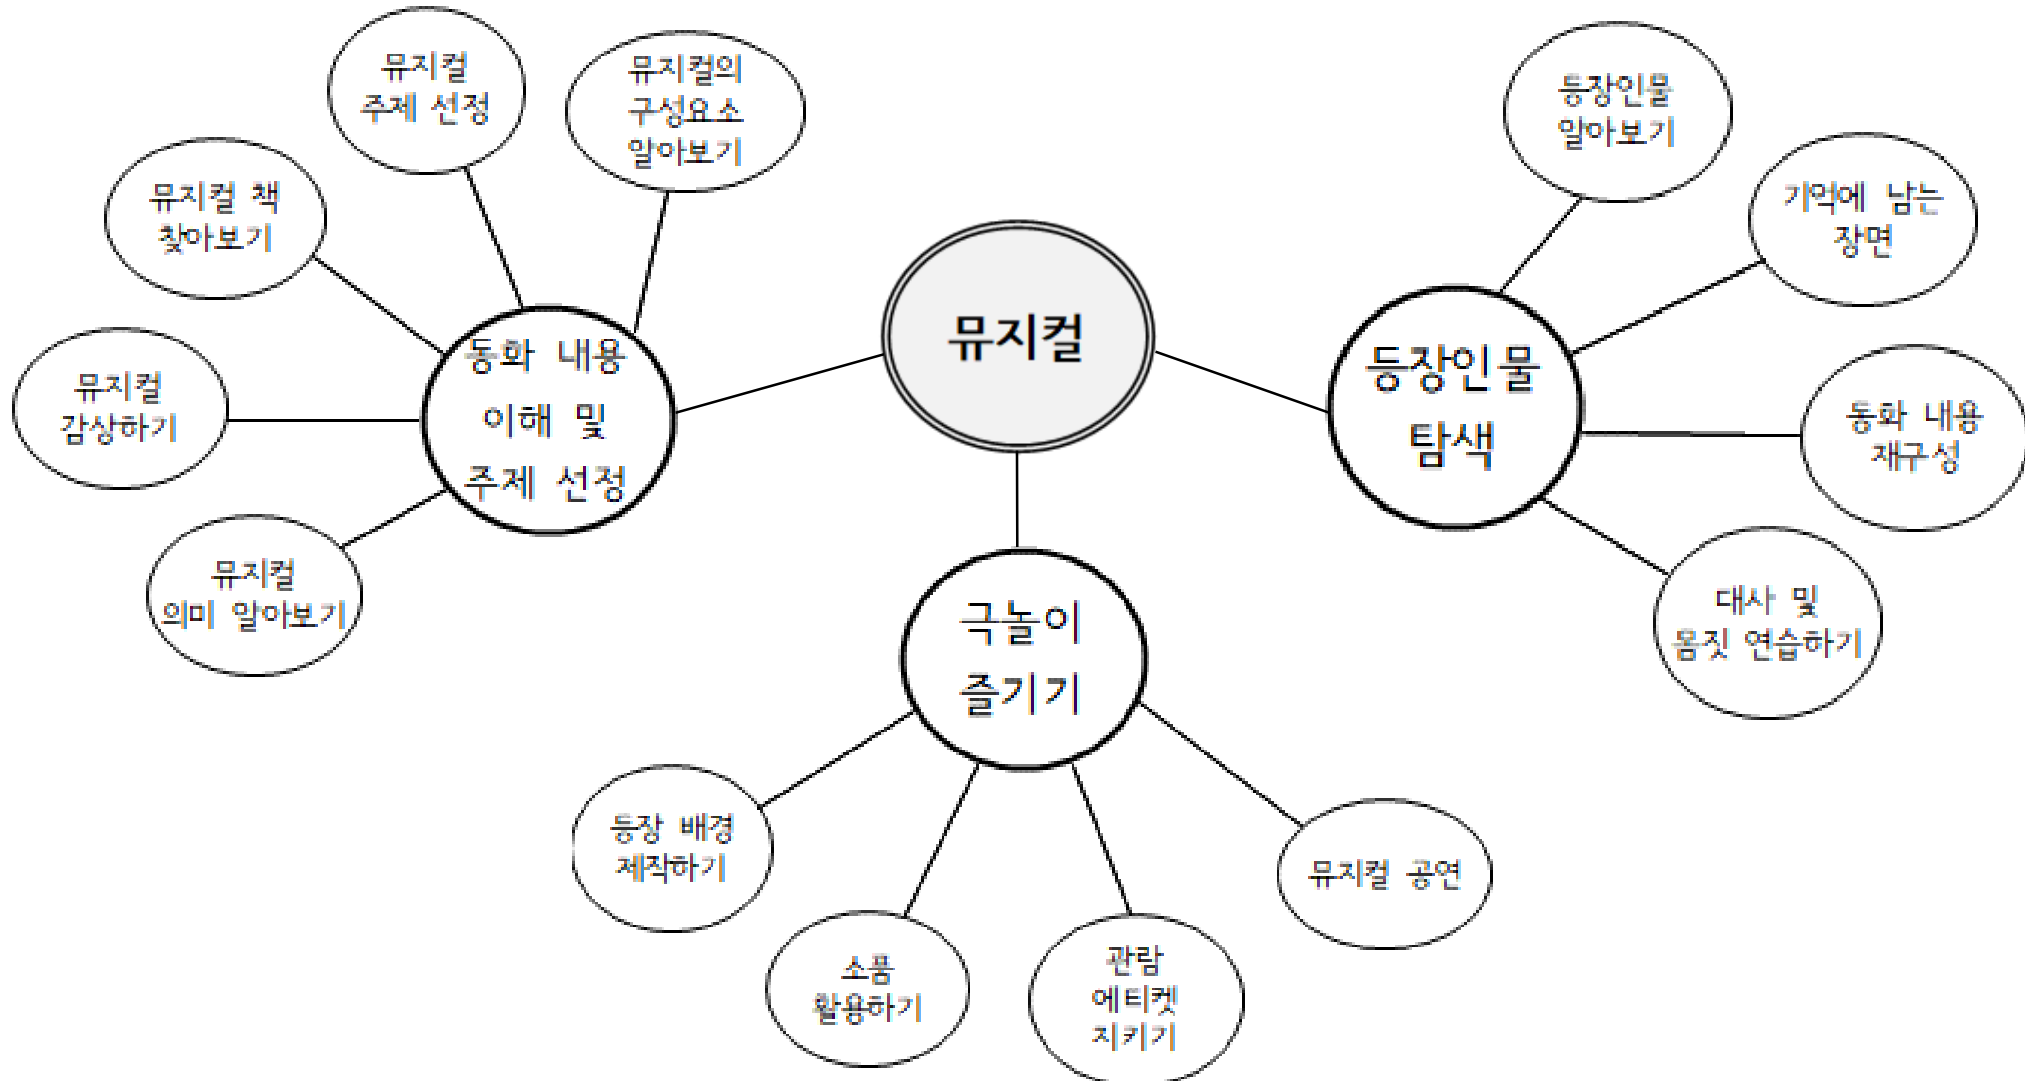 뮤지컬
동화 내용
이해 및
주제 선정
뮤지컬의
구성요소
알아보기
뮤지컬
주제 선정
뮤지컬 책
찾아보기
뮤지컬
감상하기
뮤지컬
의미 알아보기
등장인물
탐색
등장인물
알아보기
기억에 남는
장면
동화 내용
재구성
대사 및
몸짓 연습하기
극놀이
즐기기
등장 배경
제작하기
소품
활용하기
관람
에티켓
지키기
뮤지컬 공연